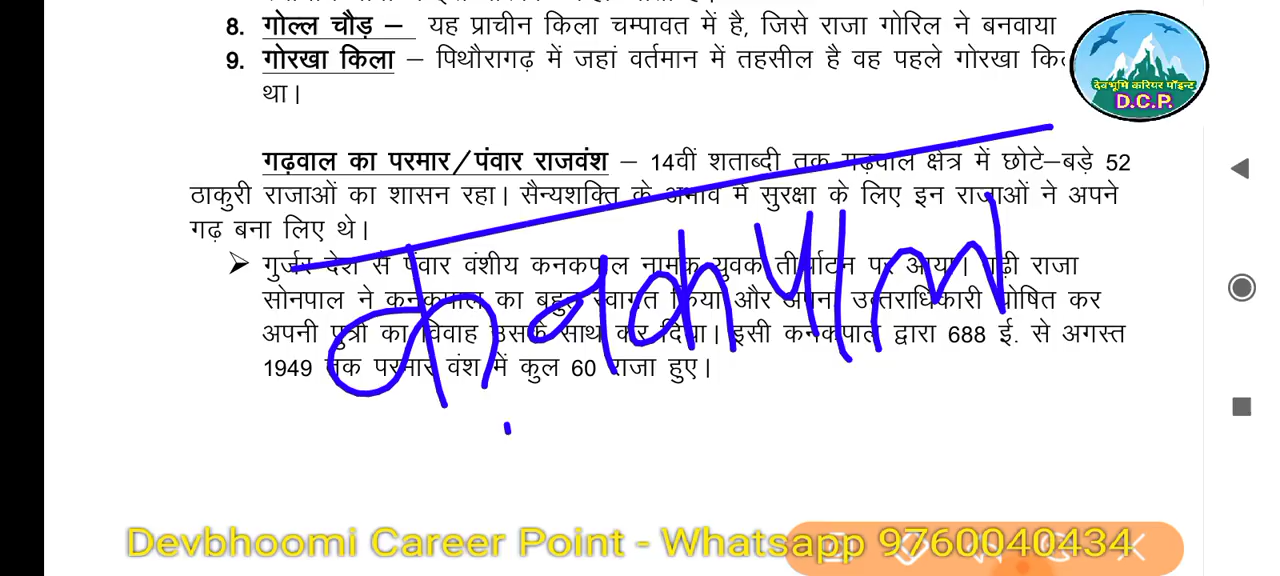 8. गोल्ल चौड़ – यह प्राचीन किला चम्पावत में है, जिसे राजा गोरिल ने बनवाया
9. गोरखा किला – पिथौरागढ़ में जहां वर्तमान में तहसील है वह पहले गोरखा
था।
देवभूमि करियर पॉइन्ट
D.C.P.
गढ़वाल का परमार/पंवार राजवंश – 14वीं शताब्दी तक गढ़वाल क्षेत्र में छोटे–बड़े 52
ठाकुरी राजाओं का शासन रहा। सैन्यशक्ति के अभाव में सुरक्षा के लिए इन राजाओं ने अपने
गढ़ बना लिए थे।
➤ गुर्जर देश से पंवार वंशीय कनकपाल नामक युवक तीर्थाटन पर आया। गढ़ी राजा
सोनपाल ने कनकपाल का बहुत स्वागत किया और अपना उत्तराधिकारी घोषित कर
अपनी पुत्री का विवाह उसके साथ कर दिया। इसी कनकपाल द्वारा 688 ई. से अगस्त
1949 तक परमार वंश में कुल 60 राजा हुए।
कनकपाल
Devbhoomi Career Point - Whatsapp 9760040434